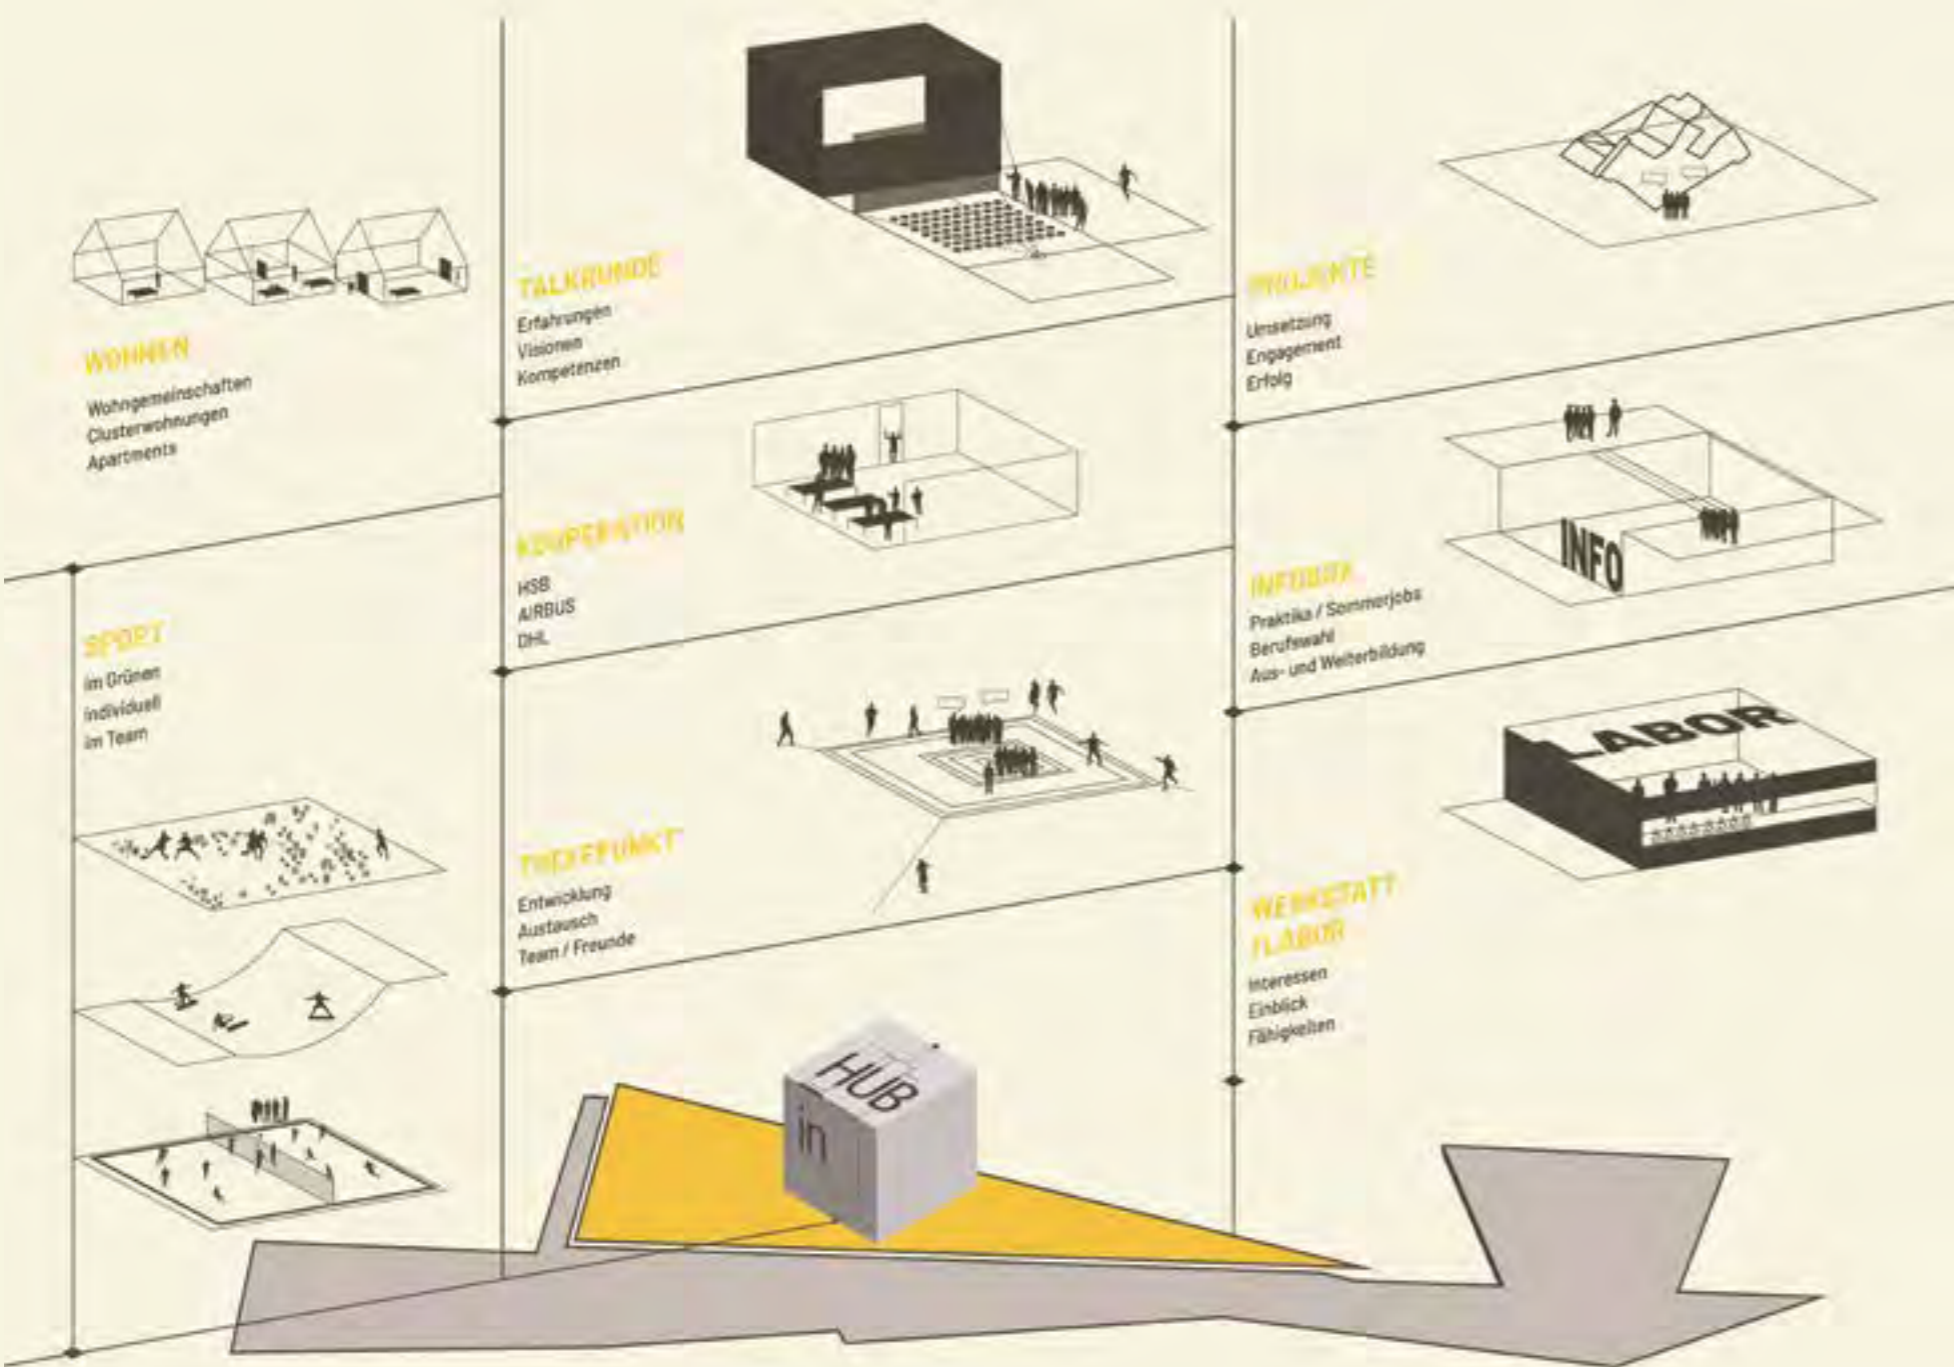 WOHNEN
Wohngemeinschaften
Clusterwohnungen
Apartments
SPORT
im Grünen
individuell
im Team
TALKRUNDE
Erfahrungen
Visionen
Kompetenzen
KOOPERATION
HSB
AIRBUS
DHL
TREFFPUNKT
Entwicklung
Austausch
Team / Freunde
HUB
in
PROJEKTE
Umsetzung
Engagement
Erfolg
INFO
INFOBOX
Praktika / Sommerjobs
Berufswahl
Aus- und Weiterbildung
LABOR
WERKSTATT
/LABOR
Interessen
Einblick
Fähigkeiten